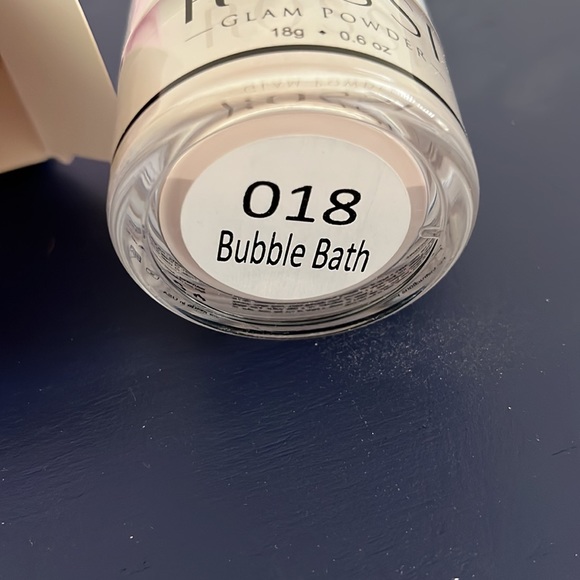 GLAM POWDER
18g • 0.6 oz
018
Bubble Bath